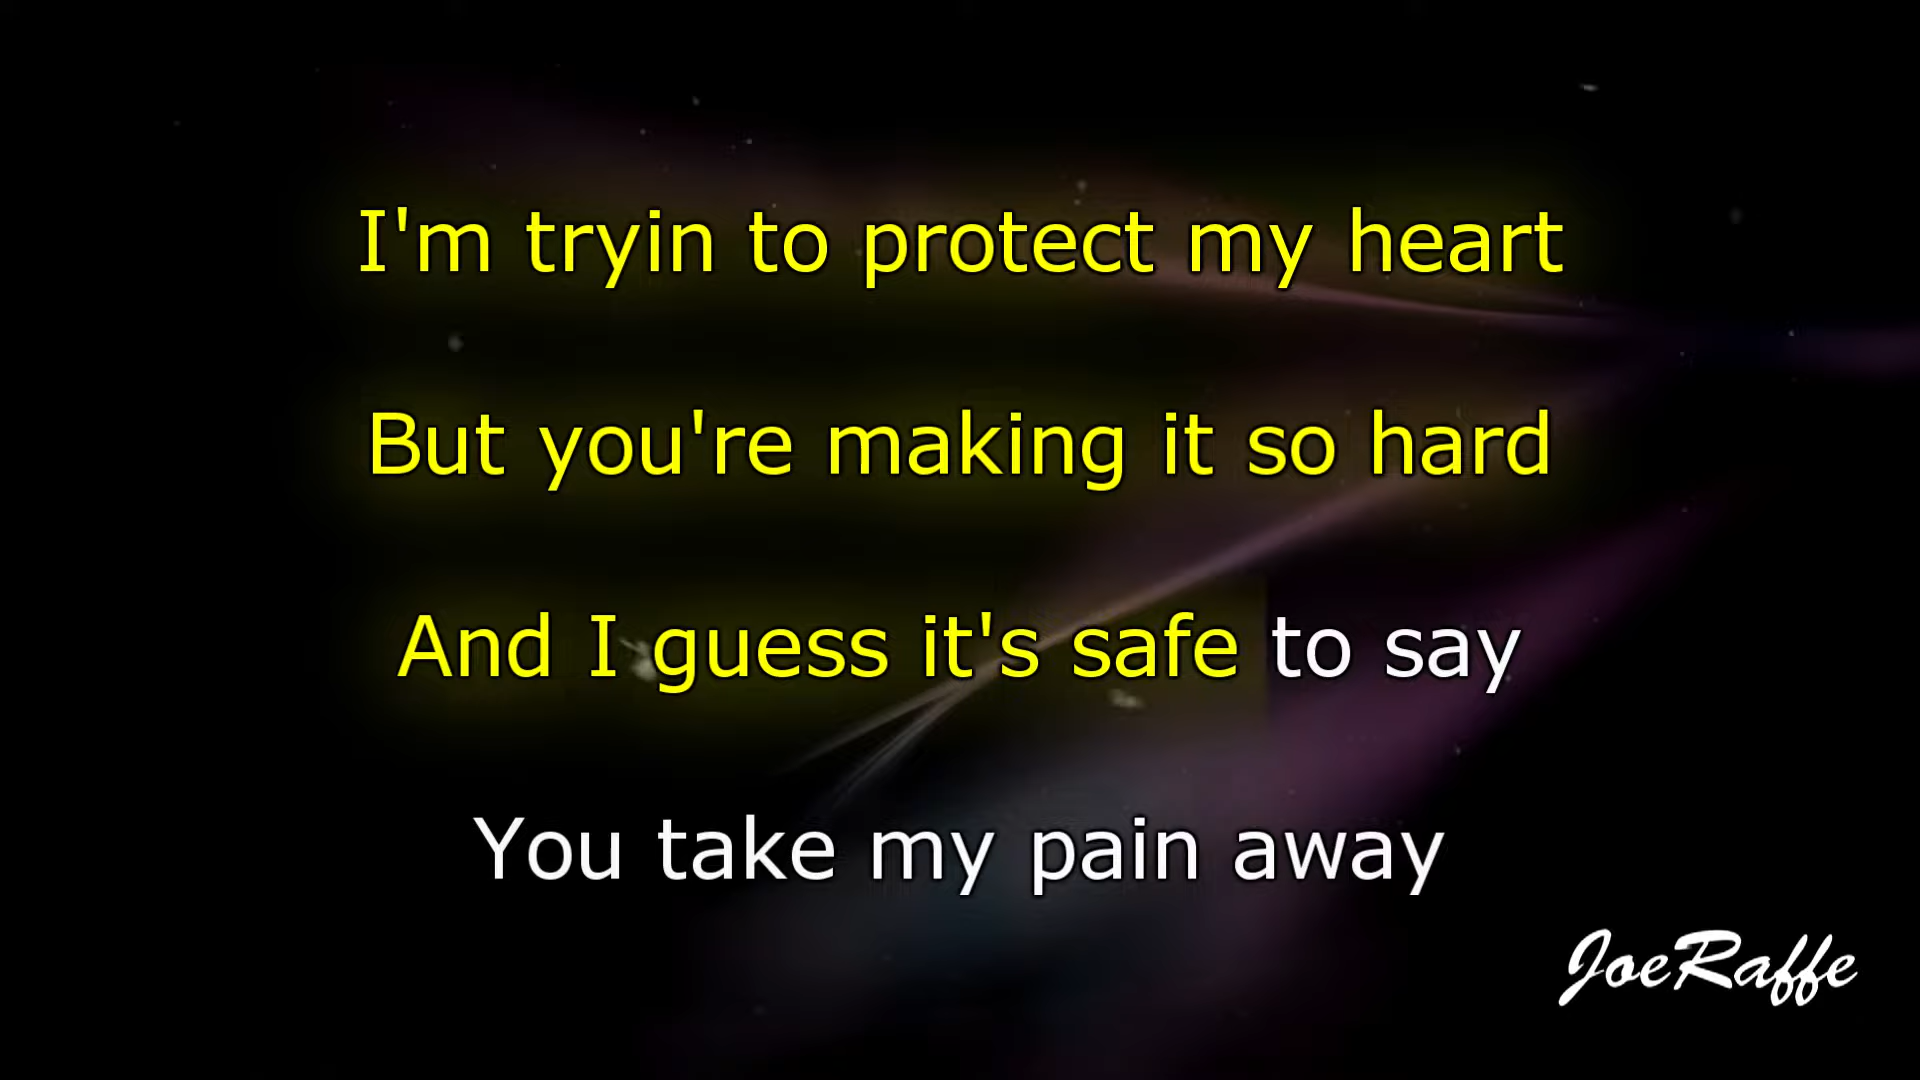 I'm tryin to protect my heart
But you're making it so hard
And I guess it's safe to say
You take my pain away
JoeRaffe